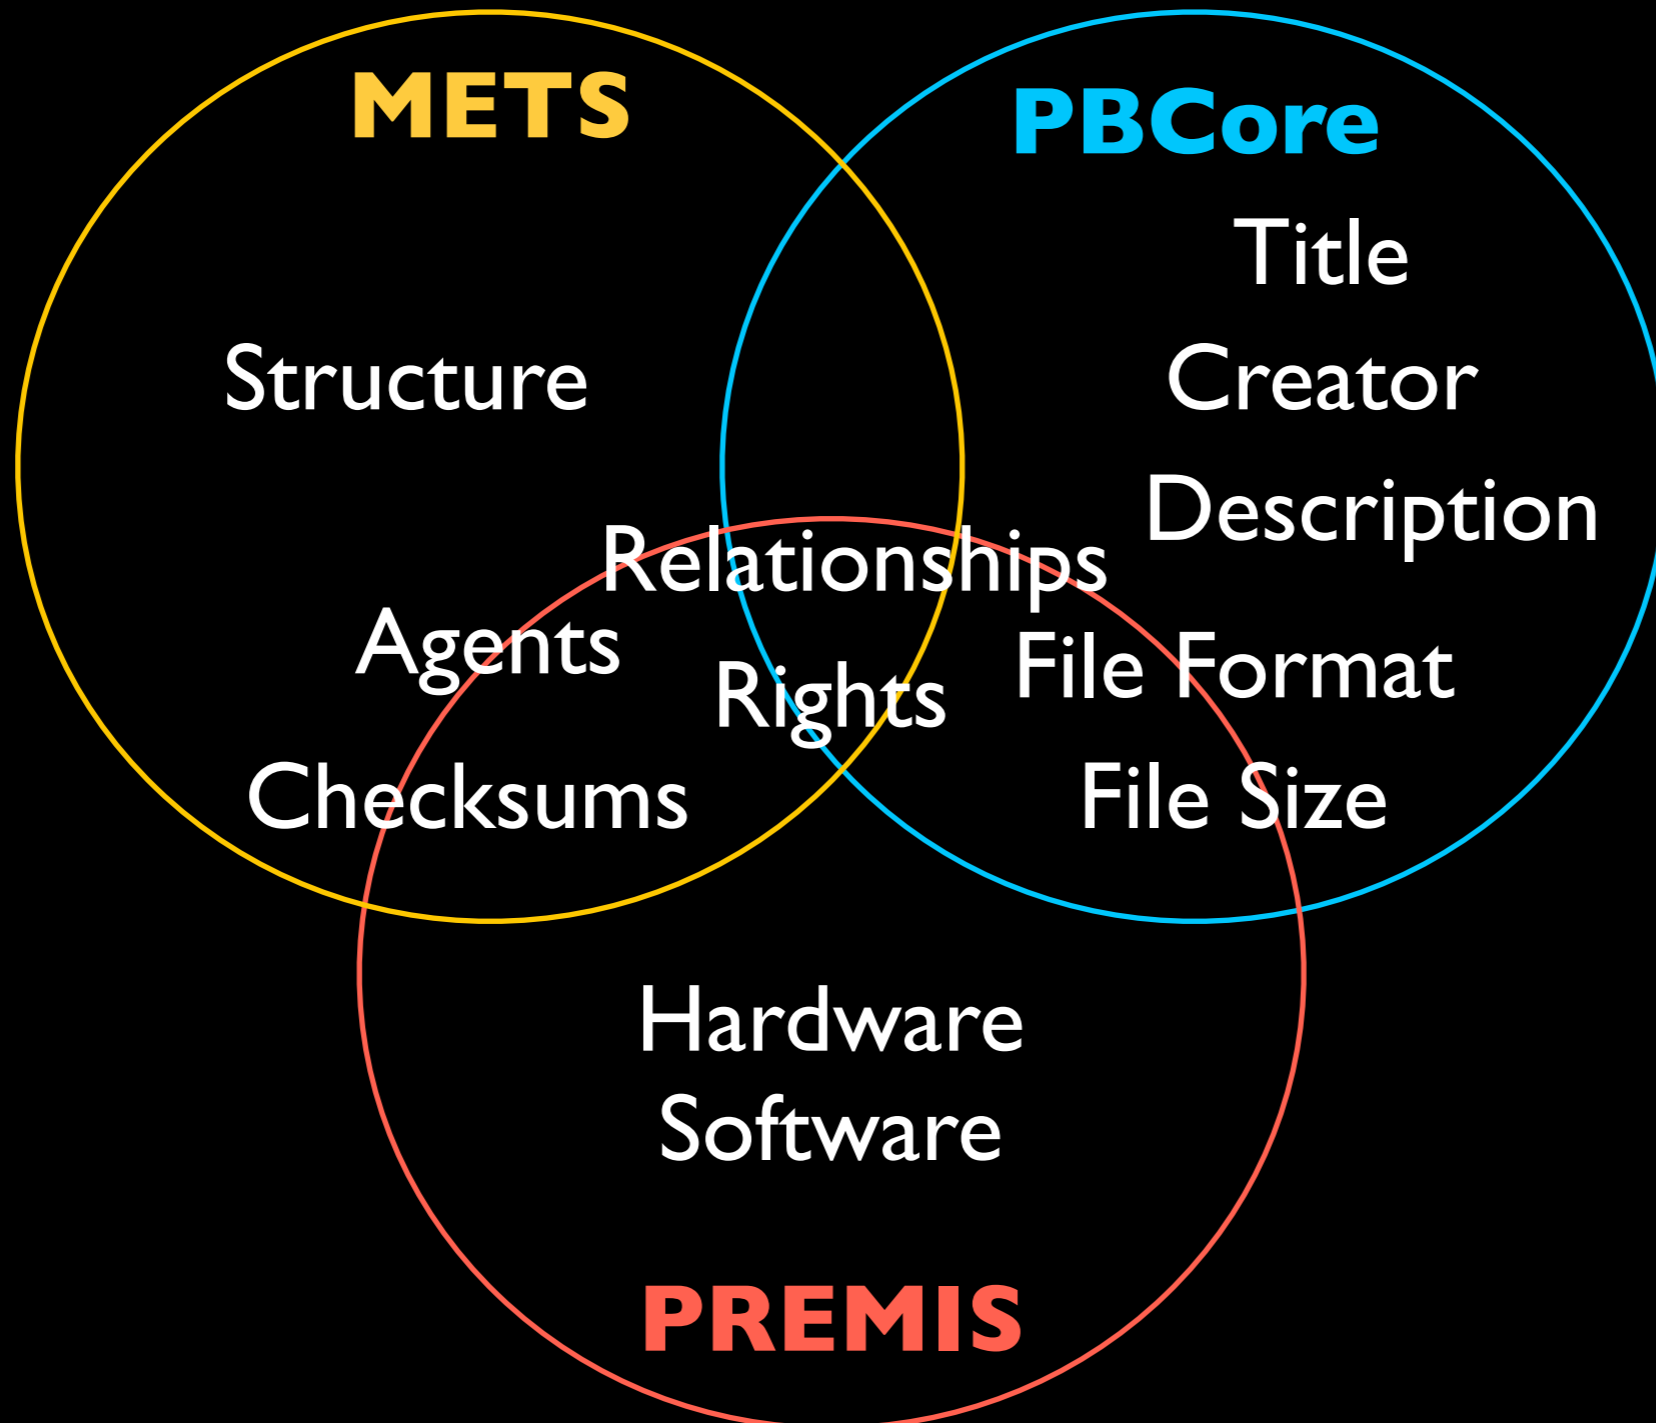 METS
PBCore
Title
Structure
Creator
Description
Relationships
Agents
File Format
Rights
Checksums
File Size
Hardware
Software
PREMIS